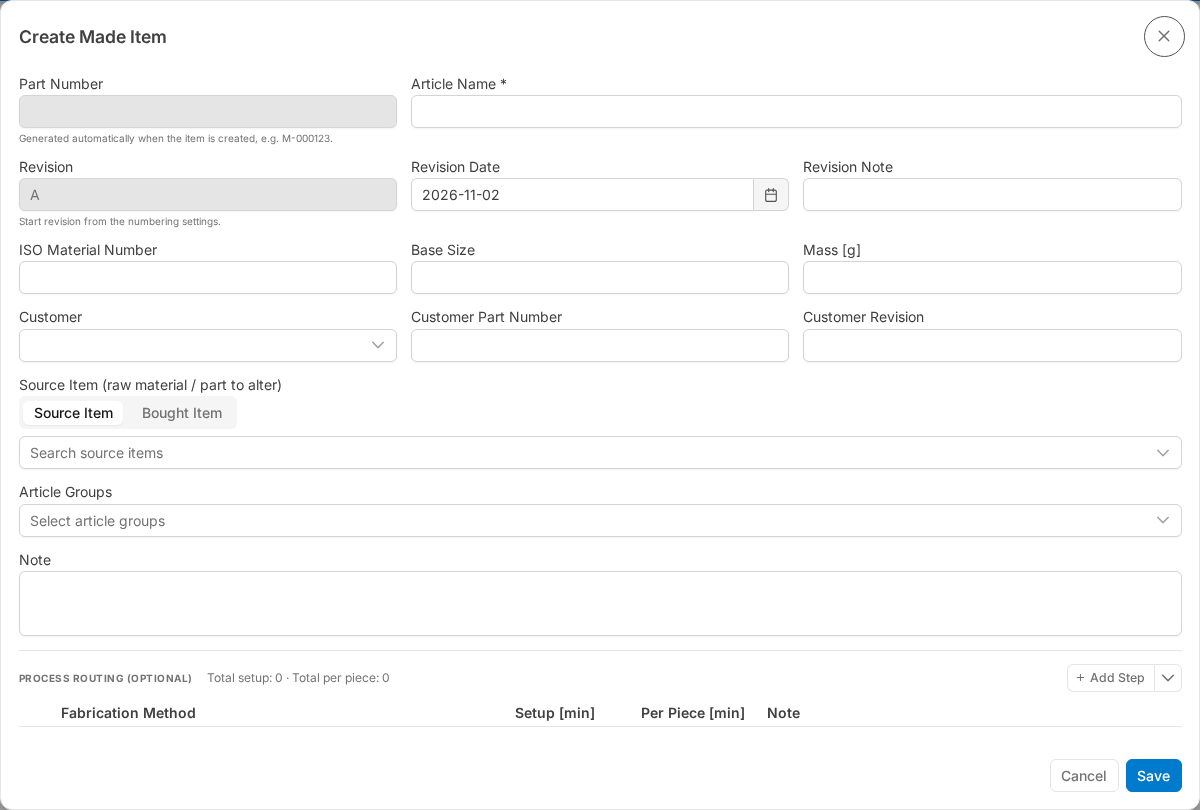 Create Made Item
Part Number
Article Name *
Generated automatically when the item is created, e.g. M-000123.
Revision
Revision Date
Revision Note
A
2026-11-02
Start revision from the numbering settings.
ISO Material Number
Base Size
Mass [g]
Customer
Customer Part Number
Customer Revision
Source Item (raw material / part to alter)
Source Item
Bought Item
Search source items
Article Groups
Select article groups
Note
PROCESS ROUTING (OPTIONAL)
Total setup: 0 · Total per piece: 0
+ Add Step
Fabrication Method
Setup [min]
Per Piece [min]
Note
Cancel
Save